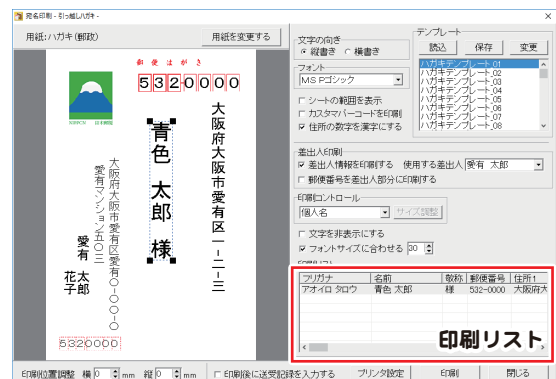 宛名印刷 - 引っ越しハガキ -
用紙:ハガキ(郵政)
用紙を変更する
郵便はがき
5320000
NIPPON
大阪府大阪市愛有区一-二-三
青色 太郎 様
大阪府大阪市愛有区愛有0-0-0
愛有マンション五〇三
愛有 太郎
花子
5320000
文字の向き
縦書き
横書き
フォント
MS Pゴシック
シートの範囲を表示
カスタマバーコードを印刷
住所の数字を漢字にする
テンプレート
読込
保存
変更
ハガキテンプレート_01
ハガキテンプレート_02
ハガキテンプレート_03
ハガキテンプレート_04
ハガキテンプレート_05
ハガキテンプレート_06
ハガキテンプレート_07
ハガキテンプレート_08
差出人印刷
差出人情報を印刷する
使用する差出人
愛有 太郎
郵便番号を差出人部分に印刷する
印刷コントロール
個人名
サイズ調整
文字を非表示にする
フォントサイズに合わせる 30
フリガナ 名前 敬称 郵便番号 住所1
アオイロ タロウ 青色 太郎 様 532-0000 大阪府大
印刷リスト
印刷位置調整 横 0 mm 縦 0 mm
印刷後に送受記録を入力する
プリンタ設定
印刷
閉じる